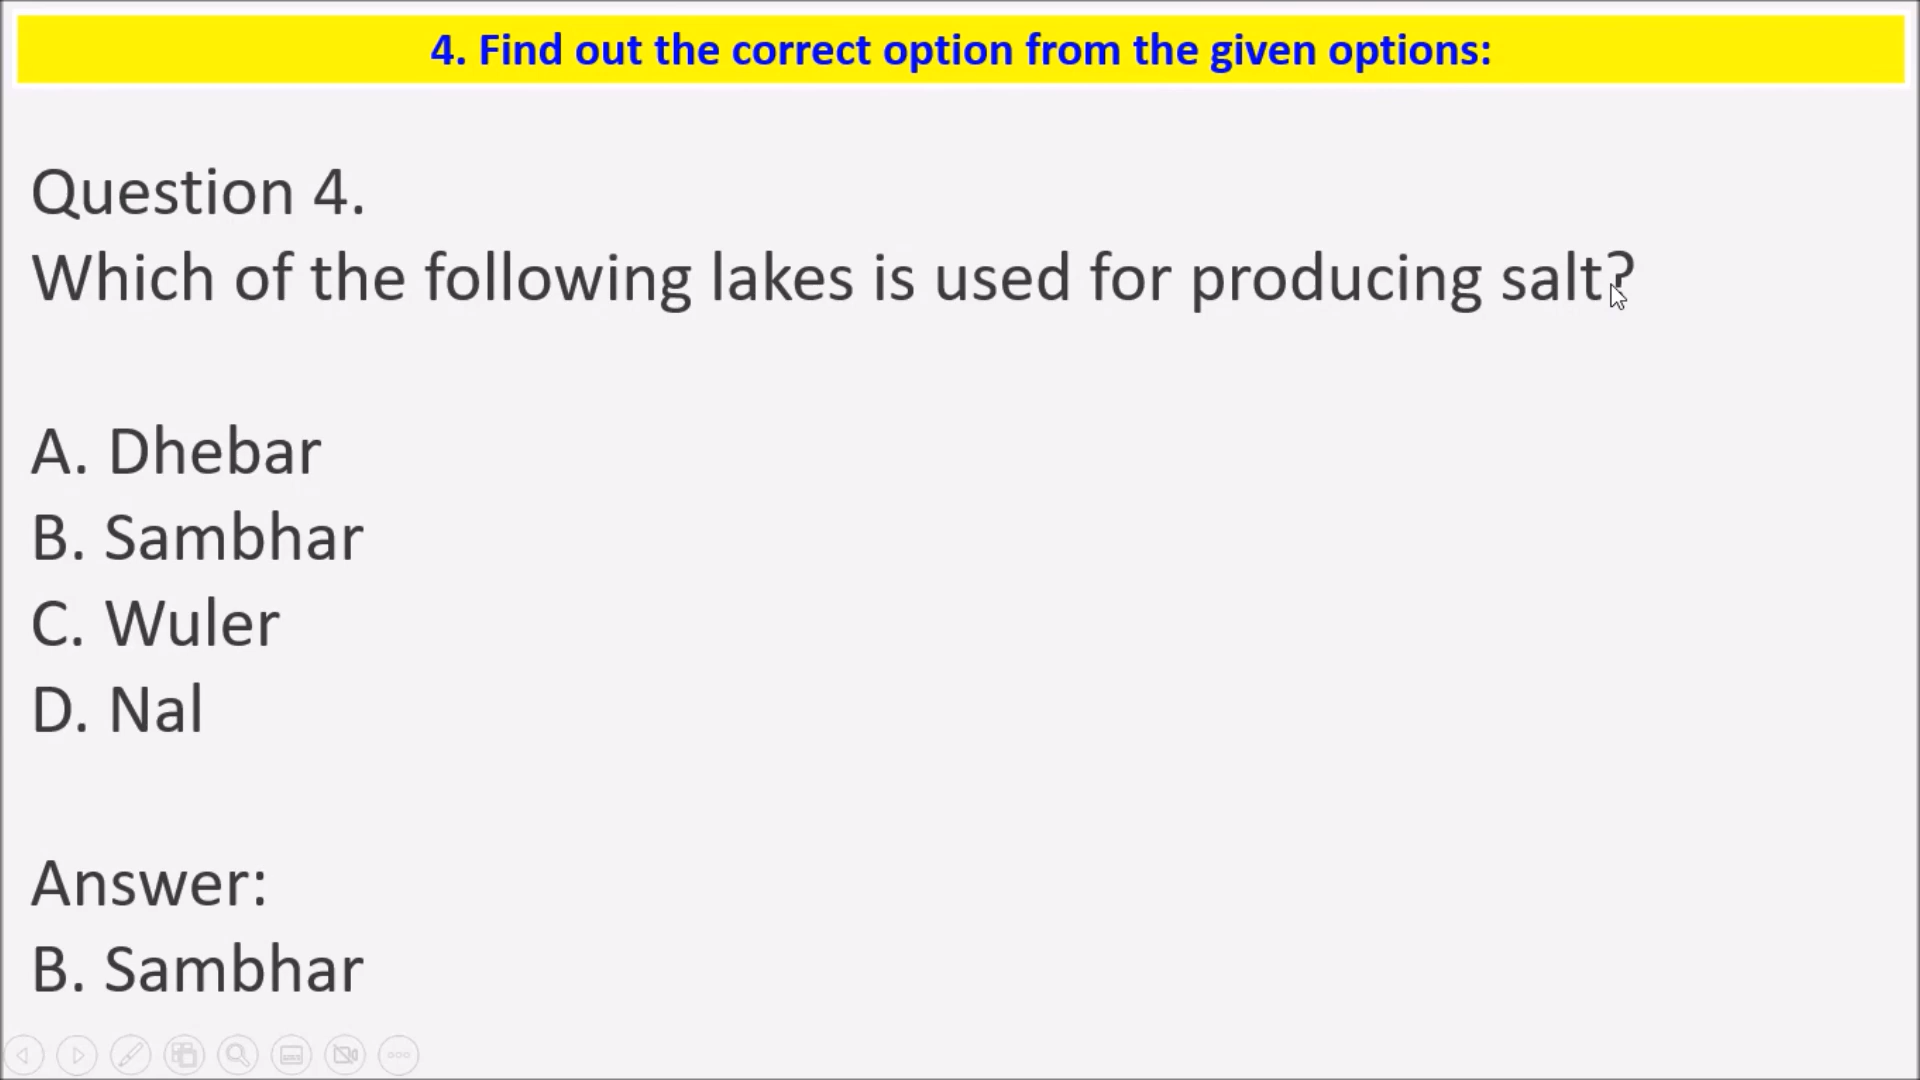 4. Find out the correct option from the given options:
Question 4.
Which of the following lakes is used for producing salt?
A. Dhebar
B. Sambhar
C. Wuler
D. Nal
Answer:
B. Sambhar